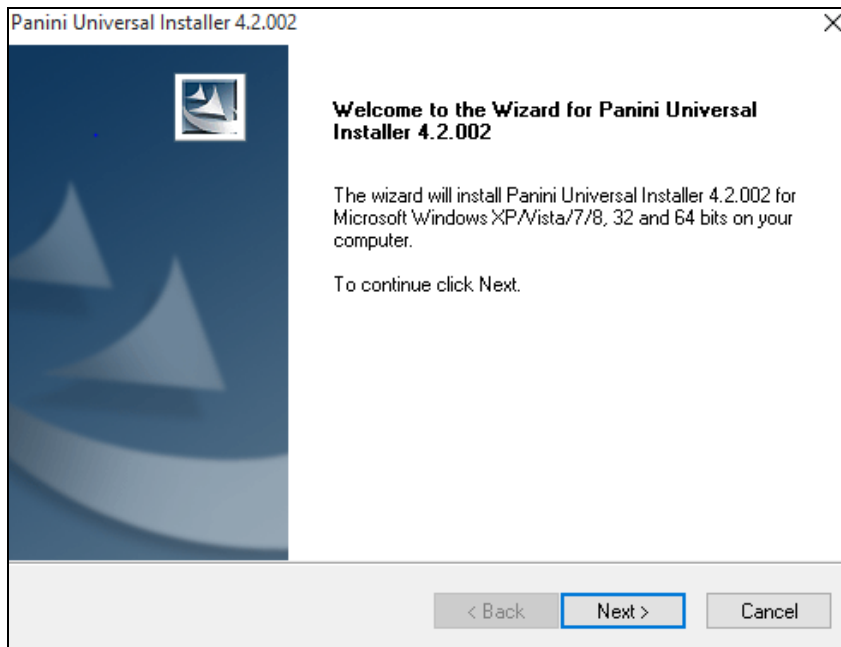 Panini Universal Installer 4.2.002
Welcome to the Wizard for Panini Universal
Installer 4.2.002
The wizard will install Panini Universal Installer 4.2.002 for
Microsoft Windows XP/Vista/7/8, 32 and 64 bits on your
computer.
To continue click Next.
< Back
Next >
Cancel